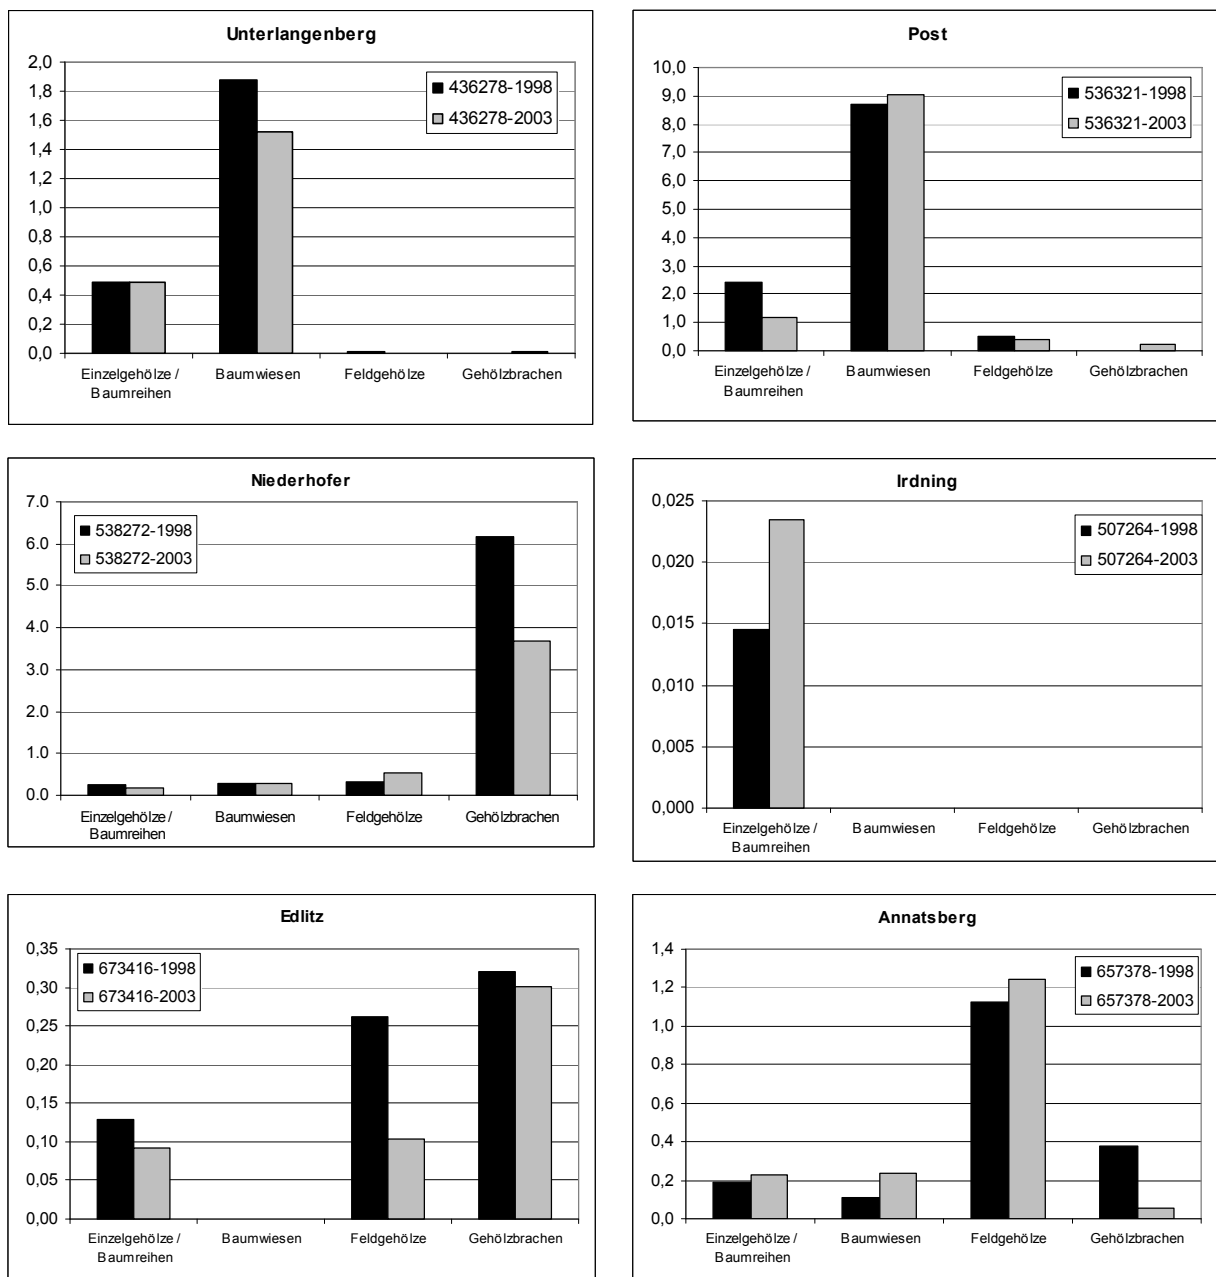 Unterlangenberg
2,0
1,8
1,6
1,4
1,2
1,0
0,8
0,6
0,4
0,2
0,0
436278-1998
436278-2003
Einzelgehölze /
Baumreihen
Baumwiesen
Feldgehölze
Gehölzbrachen
Post
10,0
9,0
8,0
7,0
6,0
5,0
4,0
3,0
2,0
1,0
0,0
536321-1998
536321-2003
Einzelgehölze /
Baumreihen
Baumwiesen
Feldgehölze
Gehölzbrachen
Niederhofer
7.0
6.0
5.0
4.0
3.0
2.0
1.0
0.0
538272-1998
538272-2003
Einzelgehölze /
Baumreihen
Baumwiesen
Feldgehölze
Gehölzbrachen
Irdning
0,025
0,020
0,015
0,010
0,005
0,000
507264-1998
507264-2003
Einzelgehölze /
Baumreihen
Baumwiesen
Feldgehölze
Gehölzbrachen
Edlitz
0,35
0,30
0,25
0,20
0,15
0,10
0,05
0,00
673416-1998
673416-2003
Einzelgehölze /
Baumreihen
Baumwiesen
Feldgehölze
Gehölzbrachen
Annatsberg
1,4
1,2
1,0
0,8
0,6
0,4
0,2
0,0
657378-1998
657378-2003
Einzelgehölze /
Baumreihen
Baumwiesen
Feldgehölze
Gehölzbrachen